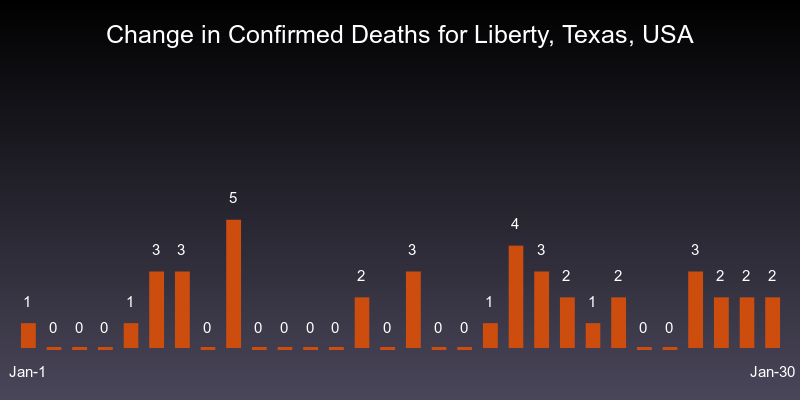 Change in Confirmed Deaths for Liberty, Texas, USA
1 0 0 0 1 3 3 0 5 0 0 0 0 2 0 3 0 0 1 4 3 2 1 2 0 0 3 2 2 2
Jan-1 Jan-30